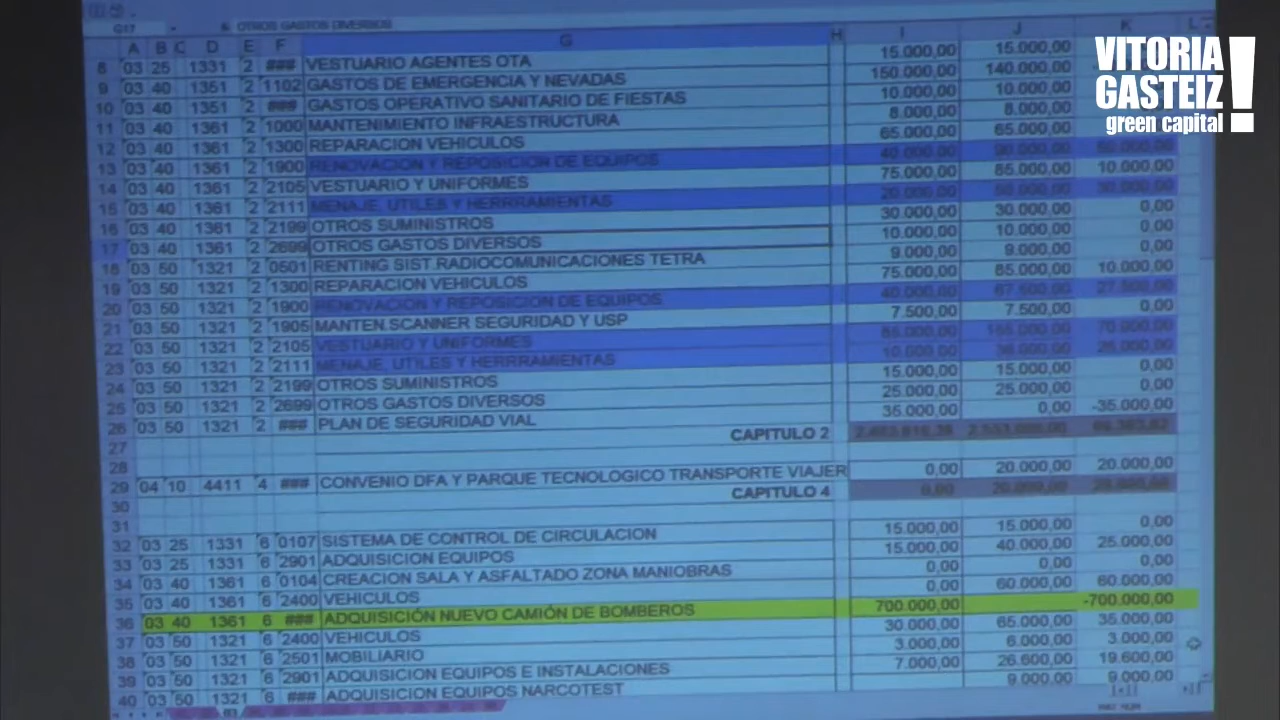 G17 OTROS GASTOS DIVERSOS
VITORIA
GASTEIZ!
green capital
A B C D E F G H I J K L
15.000,00 15.000,00
8 03 25 1331 2 ### VESTUARIO AGENTES OTA 150.000,00 140.000,00
9 03 40 1351 2 1102 GASTOS DE EMERGENCIA Y NEVADAS 10.000,00 10.000,00
10 03 40 1351 2 ### GASTOS OPERATIVO SANITARIO DE FIESTAS 8.000,00 8.000,00
11 03 40 1361 2 1000 MANTENIMIENTO INFRAESTRUCTURA 65.000,00 65.000,00
12 03 40 1361 2 1300 REPARACION VEHICULOS
13 03 40 1361 2 1900 RENOVACION Y REPOSICION DE EQUIPOS 75.000,00 85.000,00 10.000,00
14 03 40 1361 2 2105 VESTUARIO Y UNIFORMES
15 03 40 1361 2 2111 MENAJE, UTILES Y HERRRAMIENTAS 30.000,00 30.000,00 0,00
16 03 40 1361 2 2199 OTROS SUMINISTROS 10.000,00 10.000,00 0,00
17 03 40 1361 2 2699 OTROS GASTOS DIVERSOS 9.000,00 9.000,00 0,00
18 03 50 1321 2 0501 RENTING SIST.RADIOCOMUNICACIONES TETRA 75.000,00 85.000,00 10.000,00
19 03 50 1321 2 1300 REPARACION VEHICULOS
20 03 50 1321 2 1900 RENOVACION Y REPOSICION DE EQUIPOS 7.500,00 7.500,00 0,00
21 03 50 1321 2 1905 MANTEN.SCANNER SEGURIDAD Y USP
22 03 50 1321 2 2105 VESTUARIO Y UNIFORMES
23 03 50 1321 2 2111 MENAJE, UTILES Y HERRRAMIENTAS 15.000,00 15.000,00 0,00
24 03 50 1321 2 2199 OTROS SUMINISTROS 25.000,00 25.000,00 0,00
25 03 50 1321 2 2699 OTROS GASTOS DIVERSOS 35.000,00 0,00 -35.000,00
26 03 50 1321 2 ### PLAN DE SEGURIDAD VIAL
27 CAPITULO 2
28
29 04 10 4411 4 ### CONVENIO DFA Y PARQUE TECNOLOGICO TRANSPORTE VIAJER 0,00 20.000,00 20.000,00
30 CAPITULO 4
31
32 03 25 1331 6 0107 SISTEMA DE CONTROL DE CIRCULACION 15.000,00 15.000,00 0,00
33 03 25 1331 6 2901 ADQUISICION EQUIPOS 15.000,00 40.000,00 25.000,00
34 03 40 1361 6 0104 CREACION SALA Y ASFALTADO ZONA MANIOBRAS 0,00 0,00 0,00
35 03 40 1361 6 2400 VEHICULOS 0,00 60.000,00 60.000,00
36 03 40 1361 6 ### ADQUISICIÓN NUEVO CAMIÓN DE BOMBEROS 700.000,00 -700.000,00
37 03 50 1321 6 2400 VEHICULOS 30.000,00 65.000,00 35.000,00
38 03 50 1321 6 2501 MOBILIARIO 3.000,00 6.000,00 3.000,00
39 03 50 1321 6 2901 ADQUISICION EQUIPOS E INSTALACIONES 7.000,00 26.600,00 19.600,00
40 03 50 1321 6 ### ADQUISICION EQUIPOS NARCOTEST 9.000,00 9.000,00